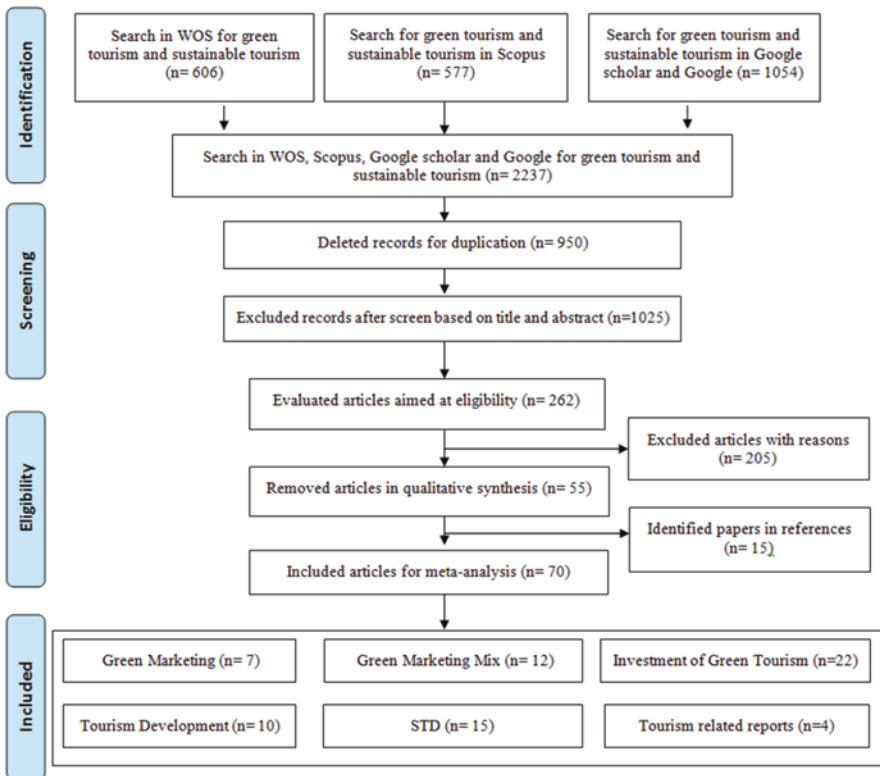 Identification
Search in WOS for green
tourism and sustainable tourism
(n= 606)
Search for green tourism and
sustainable tourism in Scopus
(n= 577)
Search for green tourism and
sustainable tourism in Google
scholar and Google (n= 1054)
Search in WOS, Scopus, Google scholar and Google for green tourism and
sustainable tourism (n= 2237)
Screening
Deleted records for duplication (n= 950)
Excluded records after screen based on title and abstract (n=1025)
Eligibility
Evaluated articles aimed at eligibility (n= 262)
Excluded articles with reasons
(n= 205)
Removed articles in qualitative synthesis (n= 55)
Identified papers in references
(n= 15)
Included articles for meta-analysis (n= 70)
Included
Green Marketing (n= 7)
Green Marketing Mix (n= 12)
Investment of Green Tourism (n=22)
Tourism Development (n= 10)
STD (n= 15)
Tourism related reports (n=4)